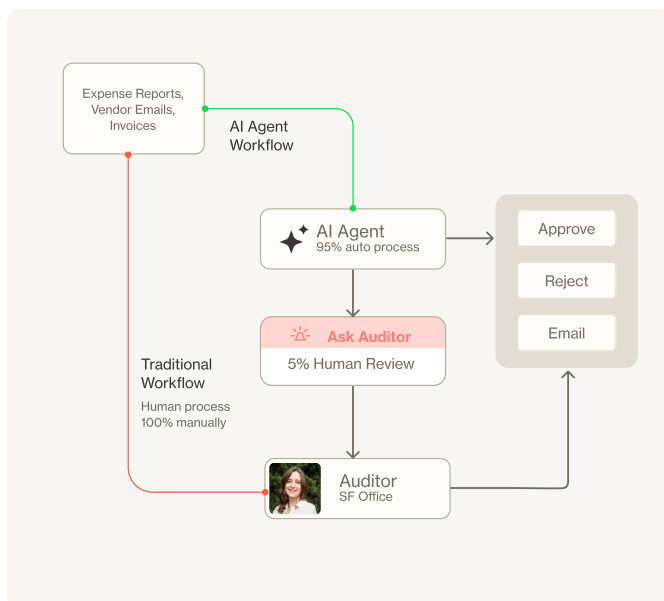 Expense Reports,
Vendor Emails,
Invoices
AI Agent
Workflow
AI Agent
95% auto process
Approve
Reject
Email
Ask Auditor
5% Human Review
Traditional
Workflow
Human process
100% manually
Auditor
SF Office